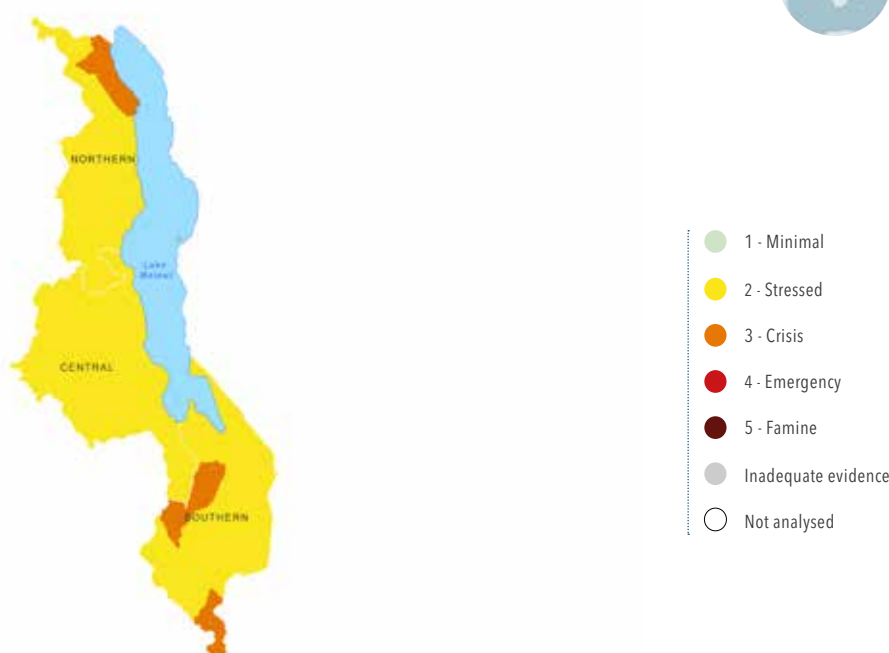 NORTHERN
Lake
Malawi
CENTRAL
SOUTHERN
1 - Minimal
2 - Stressed
3 - Crisis
4 - Emergency
5 - Famine
Inadequate evidence
Not analysed